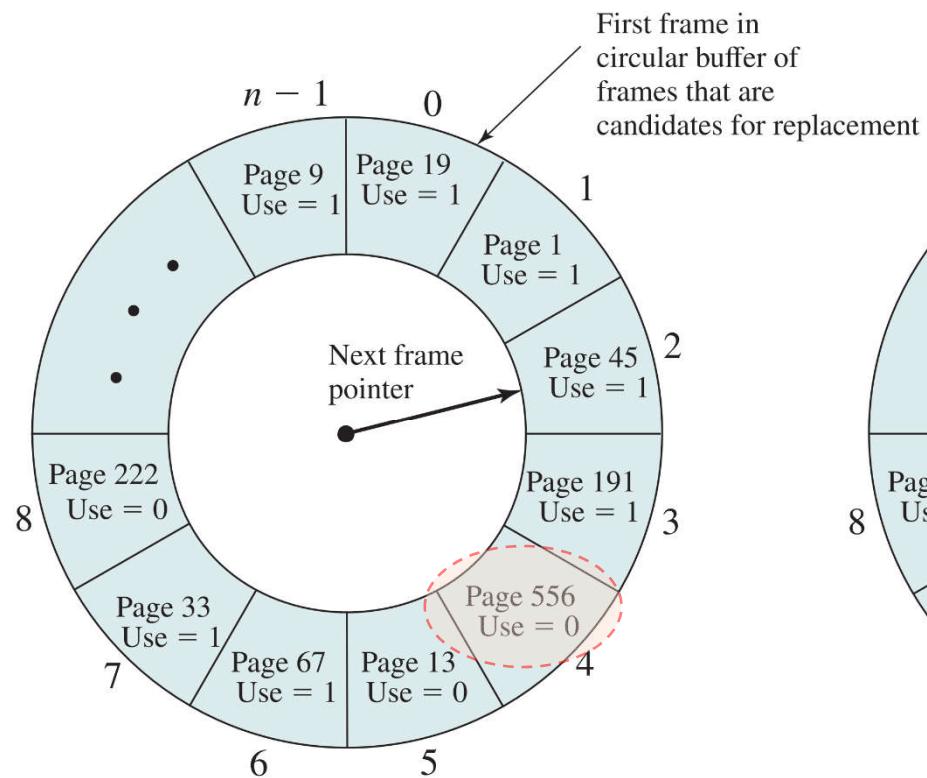 First frame in
circular buffer of
frames that are
candidates for replacement
n − 1
0
Page 9
Use = 1
Page 19
Use = 1
1
Page 1
Use = 1
2
Page 45
Use = 1
Next frame
pointer
Page 191
Use = 1
3
Page 556
Use = 0
4
Page 13
Use = 0
5
Page 67
Use = 1
6
Page 33
Use = 1
7
Page 222
Use = 0
8
8